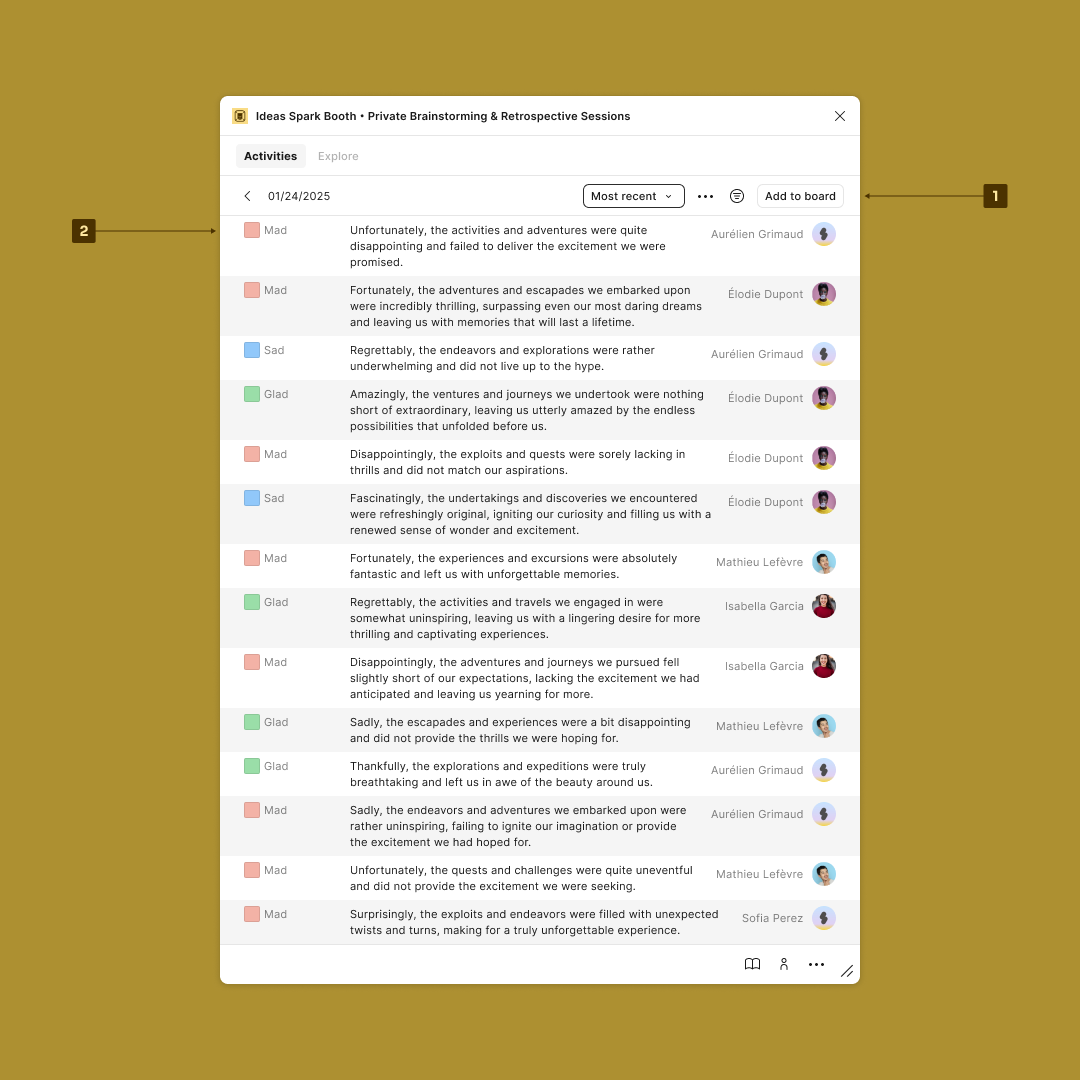 Ideas Spark Booth • Private Brainstorming & Retrospective Sessions
Activities
Explore
01/24/2025
Most recent
Add to board
1
2
Mad
Unfortunately, the activities and adventures were quite
disappointing and failed to deliver the excitement we were
promised.
Aurélien Grimaud
Mad
Fortunately, the adventures and escapades we embarked upon
were incredibly thrilling, surpassing even our most daring dreams
and leaving us with memories that will last a lifetime.
Élodie Dupont
Sad
Regrettably, the endeavors and explorations were rather
underwhelming and did not live up to the hype.
Aurélien Grimaud
Glad
Amazingly, the ventures and journeys we undertook were nothing
short of extraordinary, leaving us utterly amazed by the endless
possibilities that unfolded before us.
Élodie Dupont
Mad
Disappointingly, the exploits and quests were sorely lacking in
thrills and did not match our aspirations.
Élodie Dupont
Sad
Fascinatingly, the undertakings and discoveries we encountered
were refreshingly original, igniting our curiosity and filling us with a
renewed sense of wonder and excitement.
Élodie Dupont
Mad
Fortunately, the experiences and excursions were absolutely
fantastic and left us with unforgettable memories.
Mathieu Lefèvre
Glad
Regrettably, the activities and travels we engaged in were
somewhat uninspiring, leaving us with a lingering desire for more
thrilling and captivating experiences.
Isabella Garcia
Mad
Disappointingly, the adventures and journeys we pursued fell
slightly short of our expectations, lacking the excitement we had
anticipated and leaving us yearning for more.
Isabella Garcia
Glad
Sadly, the escapades and experiences were a bit disappointing
and did not provide the thrills we were hoping for.
Mathieu Lefèvre
Glad
Thankfully, the explorations and expeditions were truly
breathtaking and left us in awe of the beauty around us.
Aurélien Grimaud
Mad
Sadly, the endeavors and adventures we embarked upon were
rather uninspiring, failing to ignite our imagination or provide
the excitement we had hoped for.
Aurélien Grimaud
Mad
Unfortunately, the quests and challenges were quite uneventful
and did not provide the excitement we were seeking.
Mathieu Lefèvre
Mad
Surprisingly, the exploits and endeavors were filled with unexpected
twists and turns, making for a truly unforgettable experience.
Sofia Perez